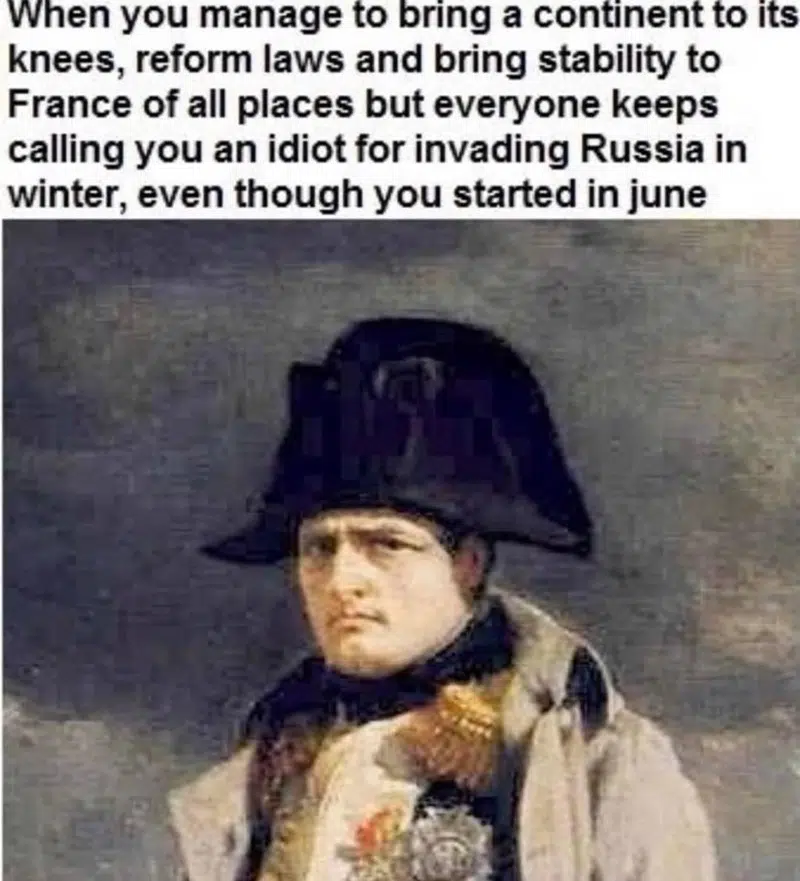 When you manage to bring a continent to its
knees, reform laws and bring stability to
France of all places but everyone keeps
calling you an idiot for invading Russia in
winter, even though you started in june